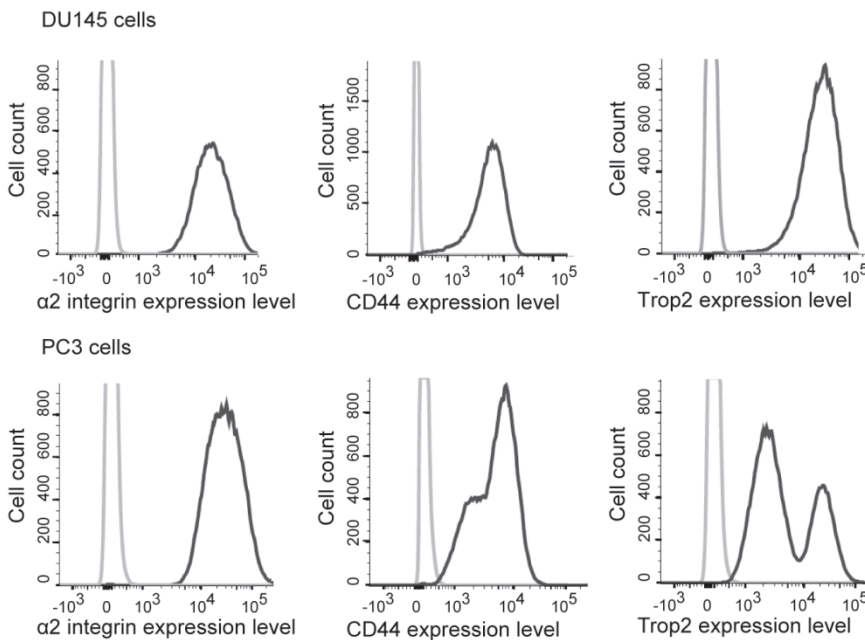 DU145 cells
Cell count
0 200 400 600 800
-10³ 0 10³ 10⁴ 10⁵
α2 integrin expression level
Cell count
0 500 1000 1500
-10³ 0 10³ 10⁴ 10⁵
CD44 expression level
Cell count
0 200 400 600 800
-10³ 0 10³ 10⁴ 10⁵
Trop2 expression level
PC3 cells
Cell count
0 200 400 600 800
-10³ 0 10³ 10⁴ 10⁵
α2 integrin expression level
Cell count
0 200 400 600 800
-10³ 0 10³ 10⁴ 10⁵
CD44 expression level
Cell count
0 200 400 600 800
-10³ 0 10³ 10⁴ 10⁵
Trop2 expression level